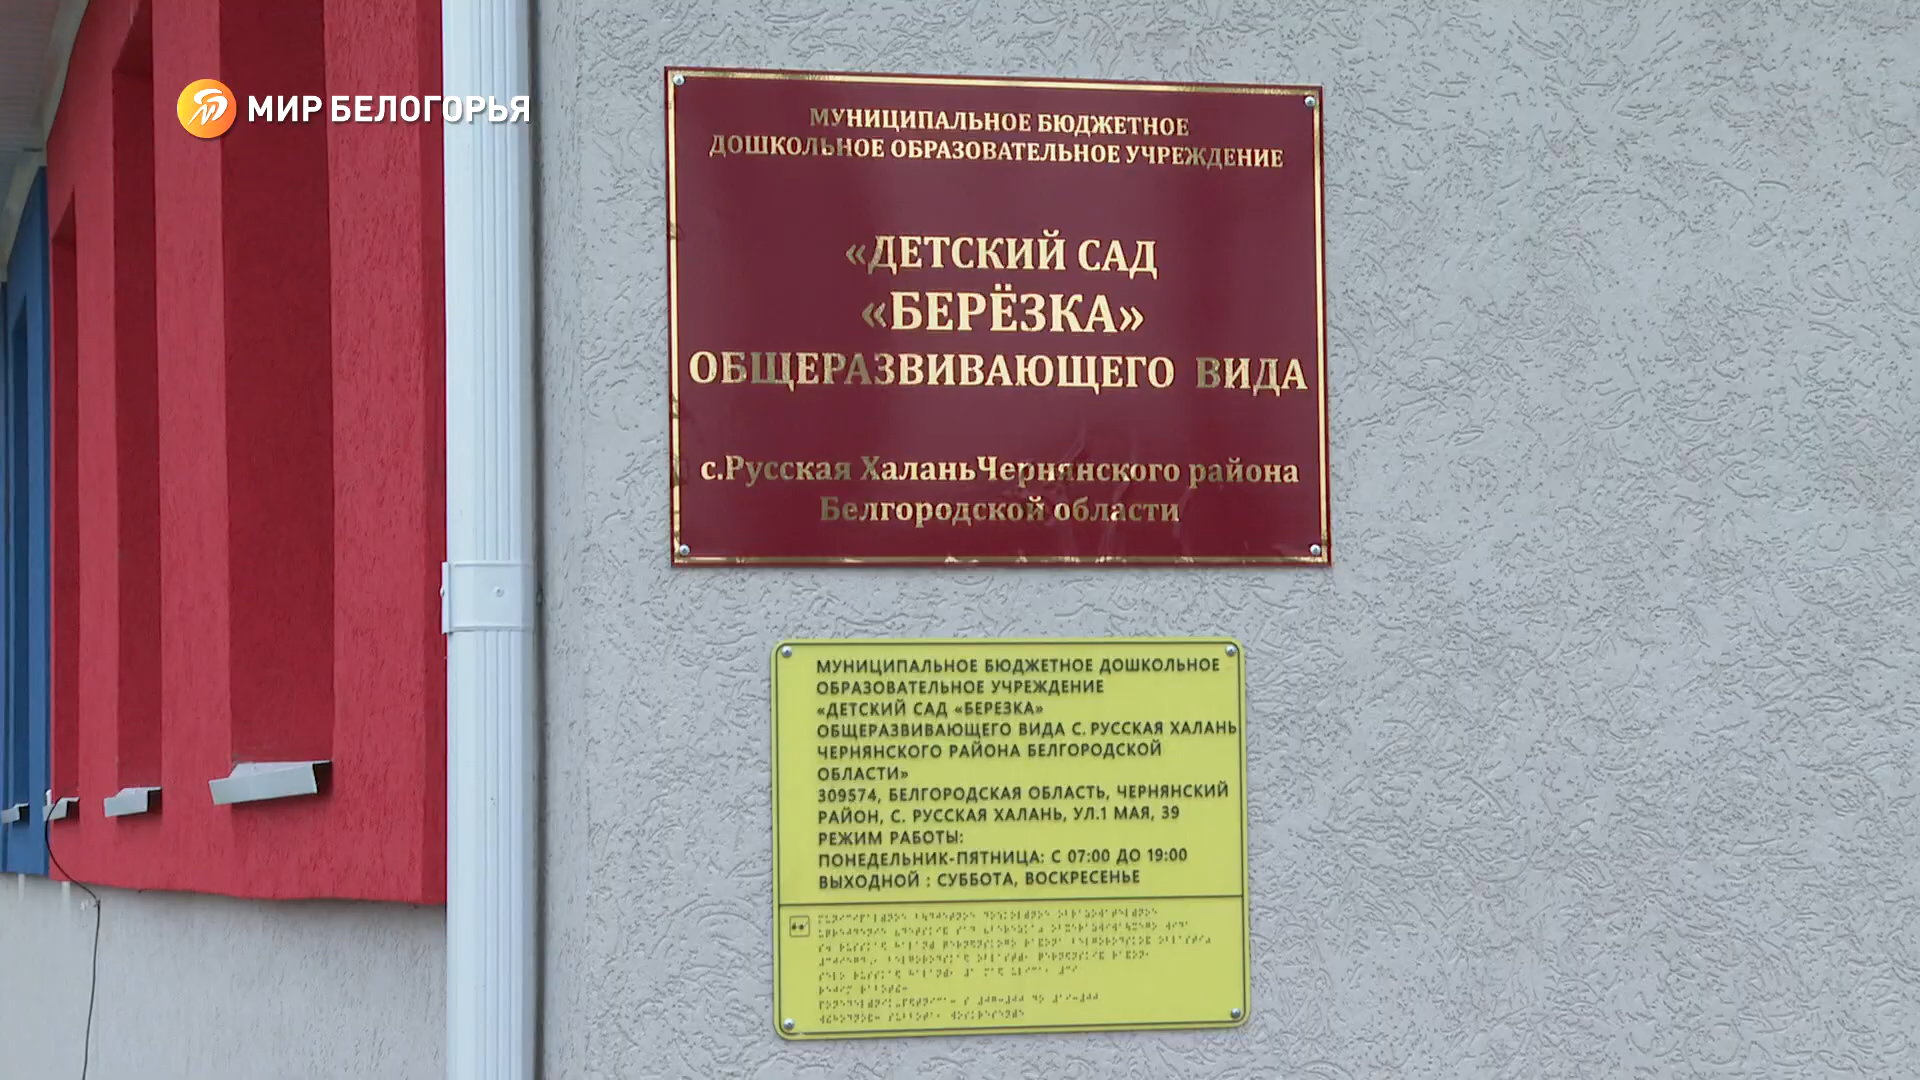 МИР БЕЛОГОРЬЯ
МУНИЦИПАЛЬНОЕ БЮДЖЕТНОЕ
ДОШКОЛЬНОЕ ОБРАЗОВАТЕЛЬНОЕ УЧРЕЖДЕНИЕ
«ДЕТСКИЙ САД
«БЕРЁЗКА»
ОБЩЕРАЗВИВАЮЩЕГО ВИДА
с.Русская ХаланьЧернянского района
Белгородской области
МУНИЦИПАЛЬНОЕ БЮДЖЕТНОЕ ДОШКОЛЬНОЕ
ОБРАЗОВАТЕЛЬНОЕ УЧРЕЖДЕНИЕ
«ДЕТСКИЙ САД «БЕРЕЗКА»
ОБЩЕРАЗВИВАЮЩЕГО ВИДА С. РУССКАЯ ХАЛАНЬ
ЧЕРНЯНСКОГО РАЙОНА БЕЛГОРОДСКОЙ
ОБЛАСТИ»
309574, БЕЛГОРОДСКАЯ ОБЛАСТЬ, ЧЕРНЯНСКИЙ
РАЙОН, С. РУССКАЯ ХАЛАНЬ, УЛ.1 МАЯ, 39
РЕЖИМ РАБОТЫ:
ПОНЕДЕЛЬНИК-ПЯТНИЦА: С 07:00 ДО 19:00
ВЫХОДНОЙ : СУББОТА, ВОСКРЕСЕНЬЕ